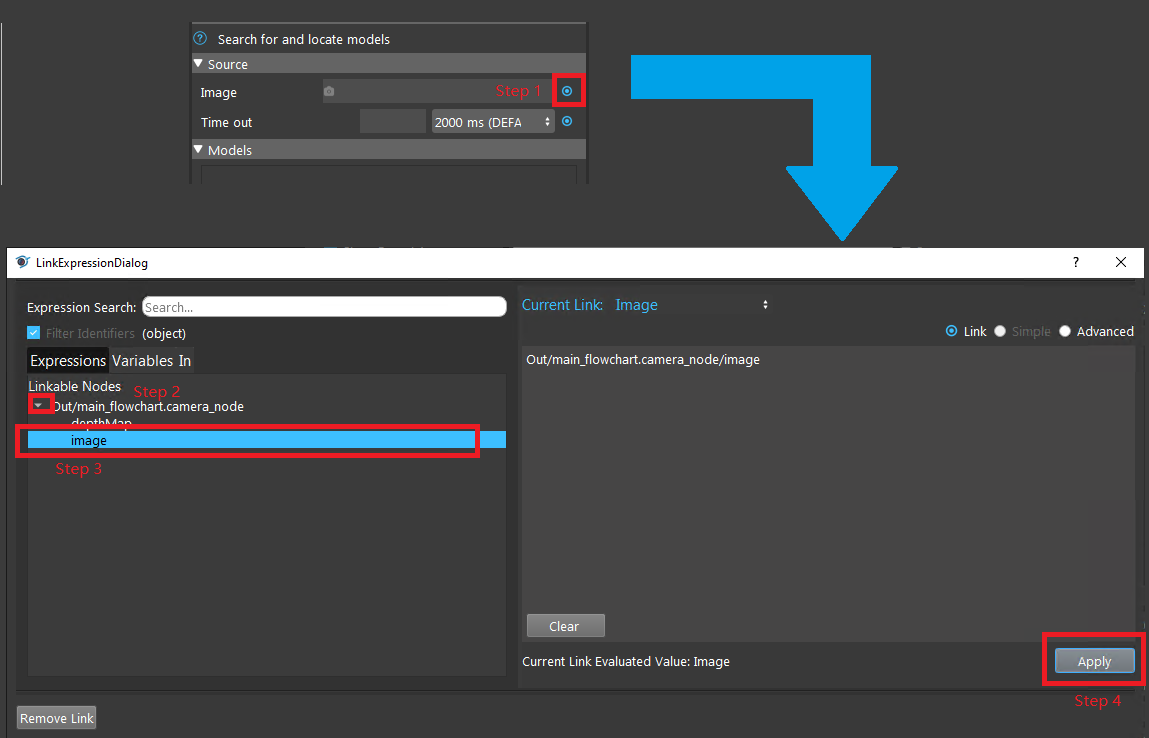 Search for and locate models
Source
Image
Step 1
Time out
2000 ms (DEFA
Models
LinkExpressionDialog
?
Expression Search:
Search...
Filter Identifiers (object)
Expressions Variables In
Linkable Nodes
Step 2
Out/main_flowchart.camera_node
depthMap
image
Step 3
Current Link: Image
Link Simple Advanced
Out/main_flowchart.camera_node/image
Clear
Current Link Evaluated Value: Image
Apply
Step 4
Remove Link